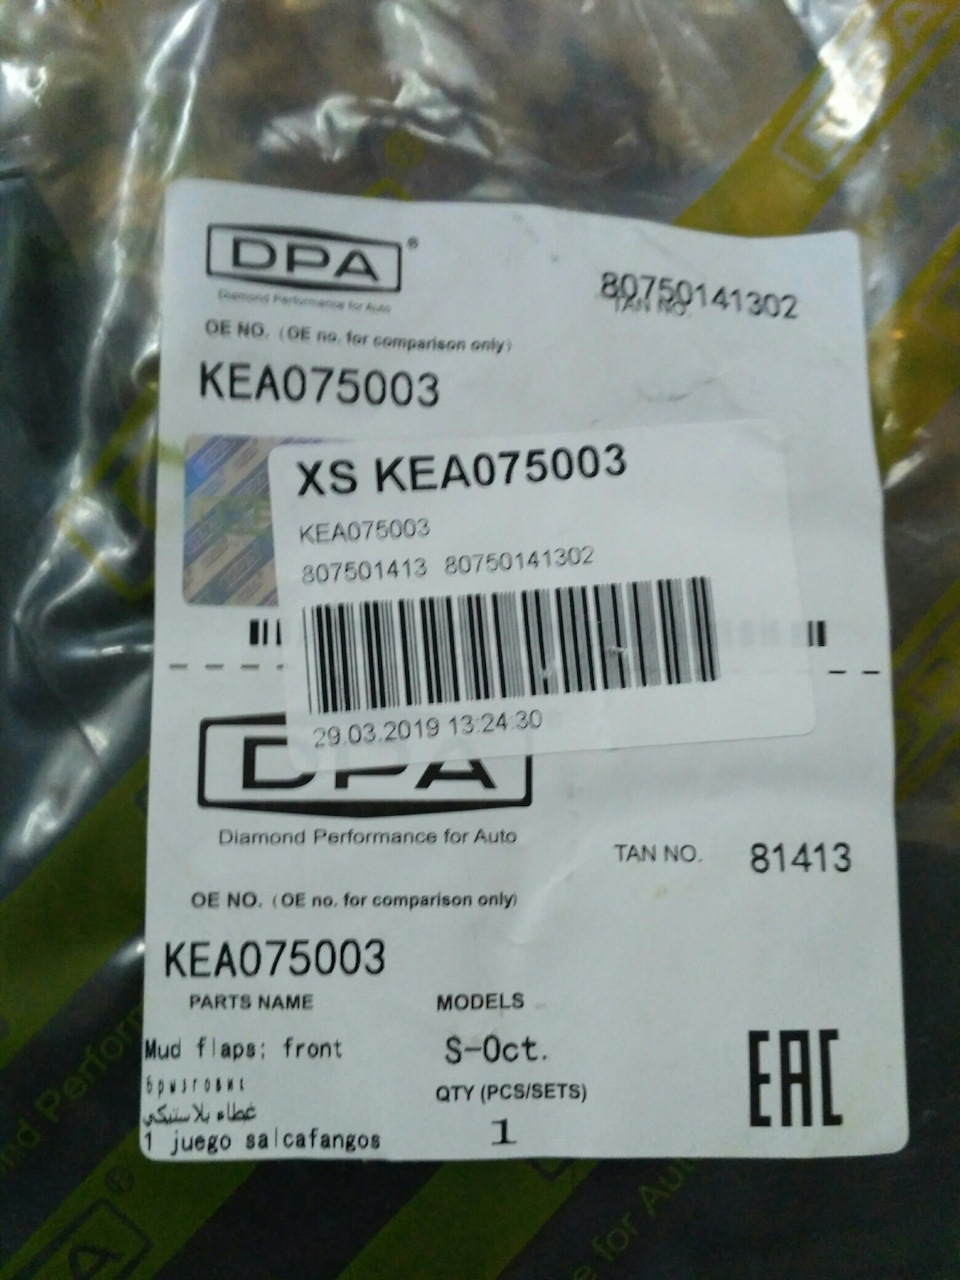 DPA®
Diamond Performance for Auto
80750141302
TAN NO.
OE NO. (OE no. for comparison only)
KEA075003
XS KEA075003
KEA075003
807501413 80750141302
29.03.2019 13:24:30
DPA
Diamond Performance for Auto
TAN NO. 81413
OE NO. (OE no. for comparison only)
KEA075003
PARTS NAME MODELS
Mud flaps; front S-Oct.
брызговик
QTY (PCS/SETS)
غطاء بلاستيكي
1 juego salcafangos 1
EAC
for Au